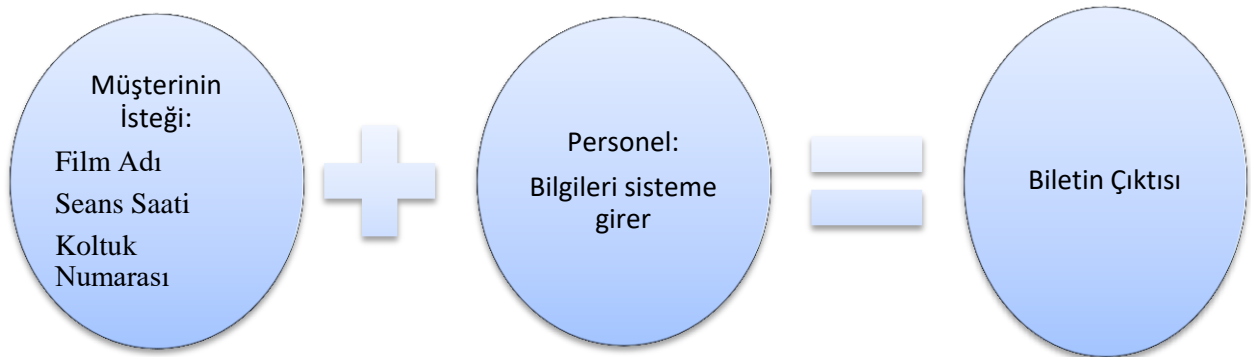 Müşterinin
İsteği:
Film Adı
Seans Saati
Koltuk
Numarası
Personel:
Bilgileri sisteme
girer
Biletin Çıktısı